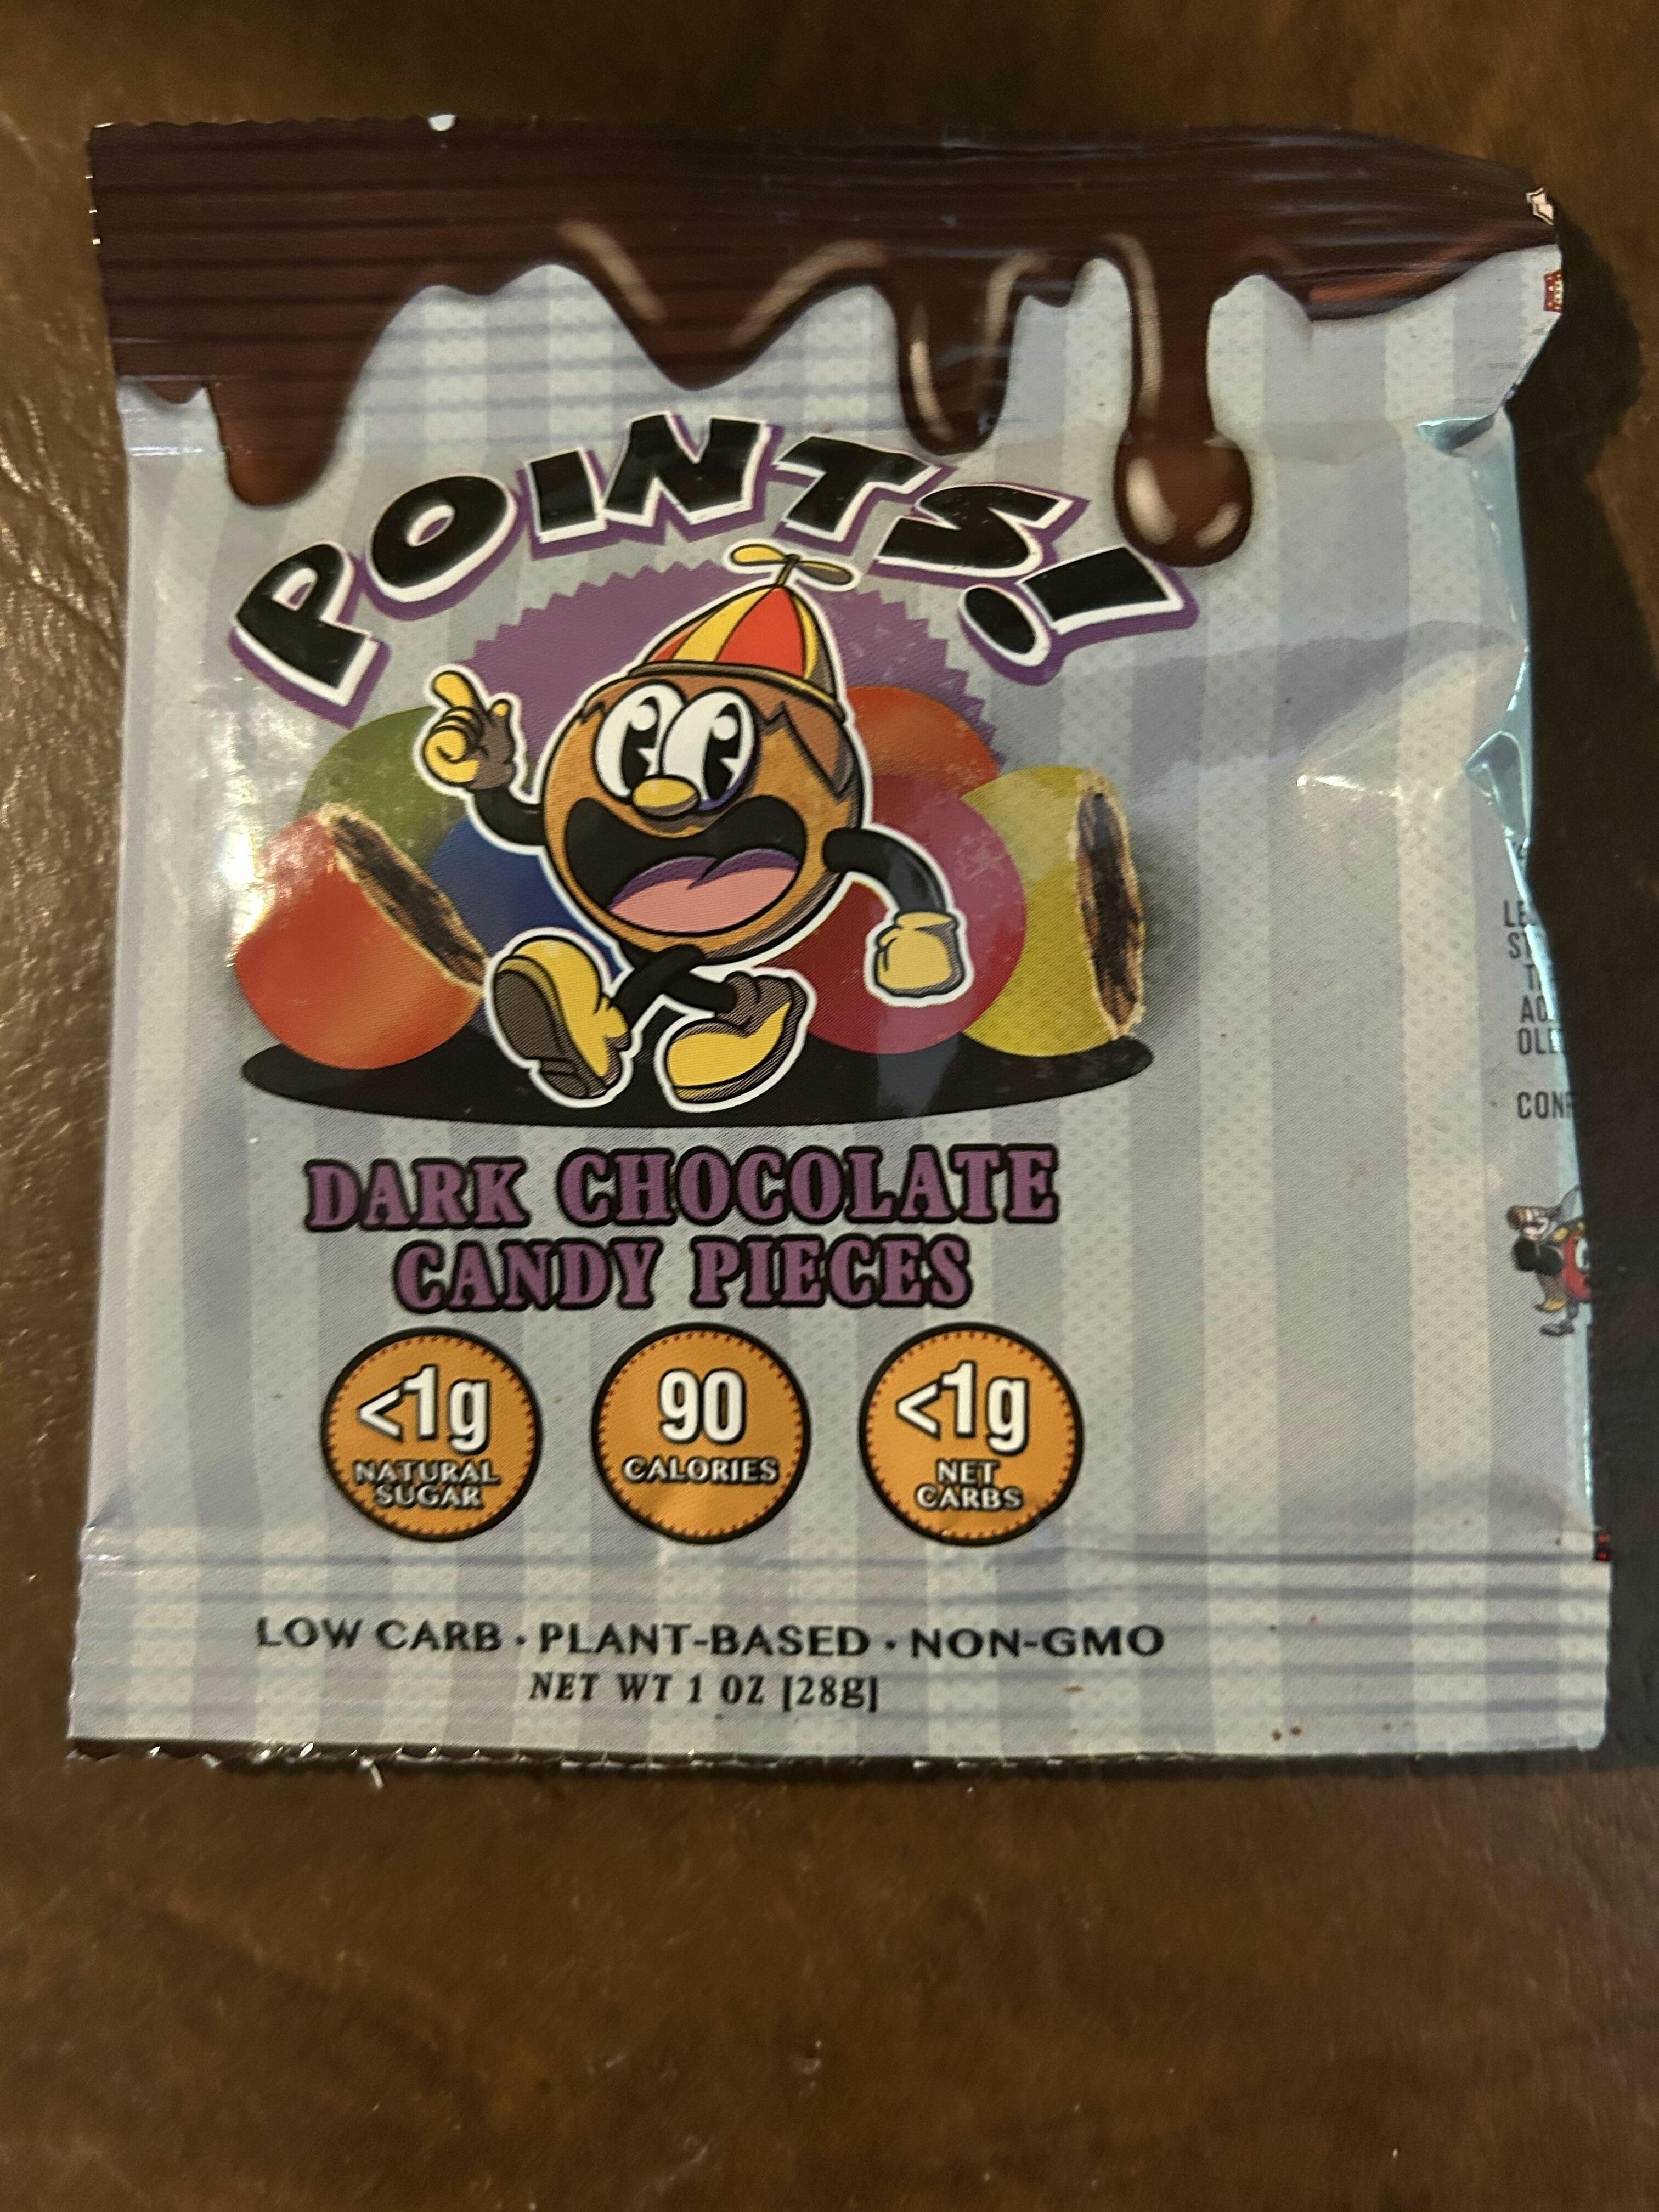 POINTS!
DARK CHOCOLATE
CANDY PIECES
<1g
NATURAL
SUGAR
90
CALORIES
<1g
NET
CARBS
LOW CARB · PLANT-BASED · NON-GMO
NET WT 1 OZ [28g]